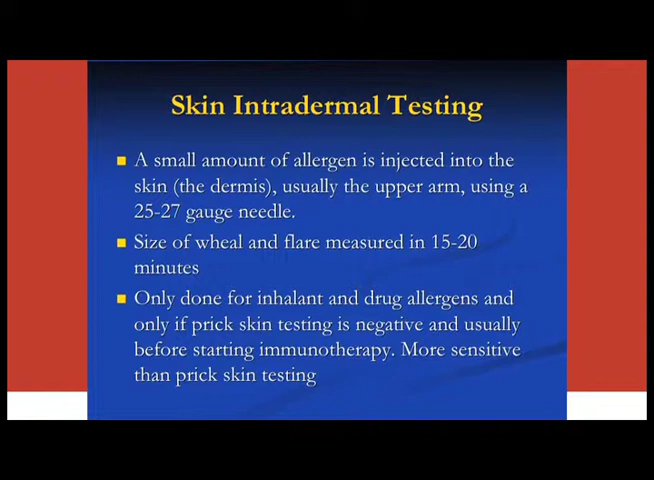 Skin Intradermal Testing
A small amount of allergen is injected into the
skin (the dermis), usually the upper arm, using a
25-27 gauge needle.
Size of wheal and flare measured in 15-20
minutes
Only done for inhalant and drug allergens and
only if prick skin testing is negative and usually
before starting immunotherapy. More sensitive
than prick skin testing